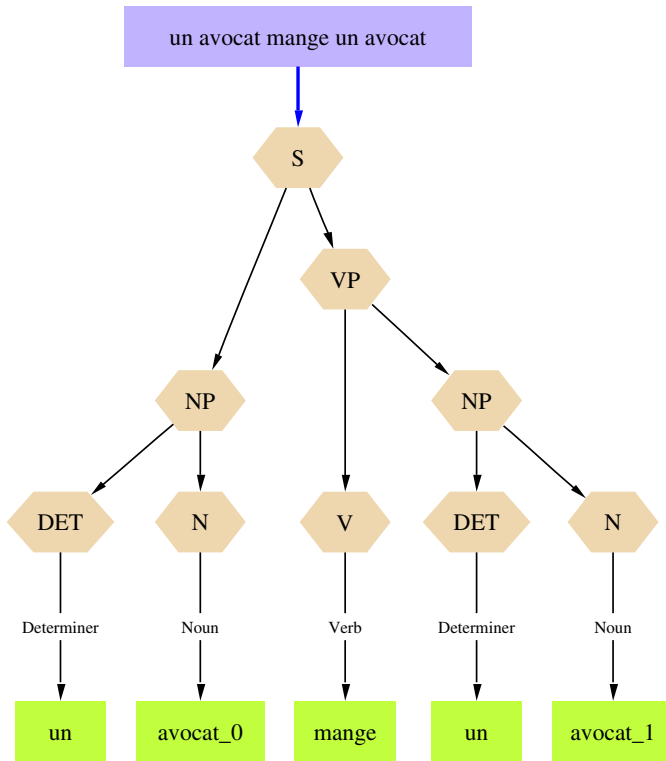 un avocat mange un avocat
S
VP
NP
NP
DET
N
V
DET
N
Determiner
Noun
Verb
Determiner
Noun
un
avocat_0
mange
un
avocat_1